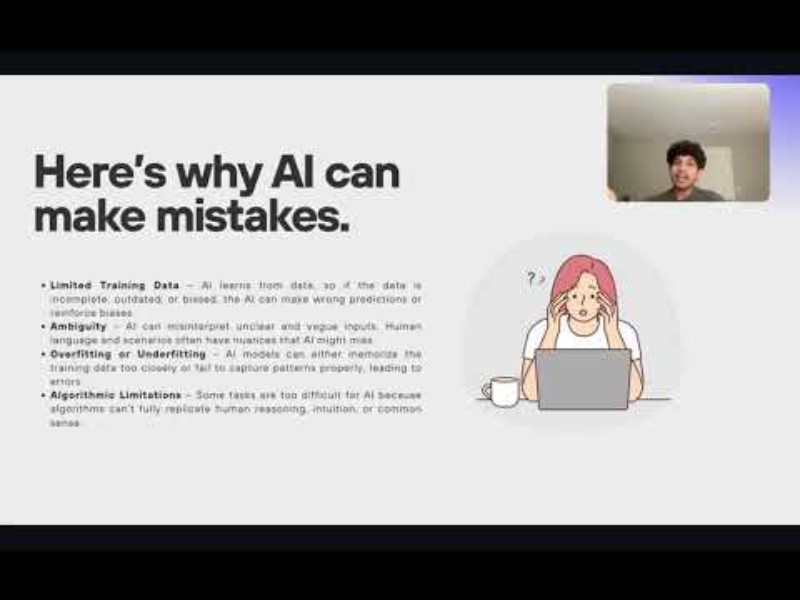 Here's why AI can
make mistakes.
• Limited Training Data – AI learns from data, so if the data is
incomplete, outdated, or biased, the AI can make wrong predictions or
reinforce biases
• Ambiguity – AI can misinterpret unclear and vague inputs. Human
language and scenarios often have nuances that AI might miss.
• Overfitting or Underfitting – AI models can either memorize the
training data too closely or fail to capture patterns properly, leading to
errors
• Algorithmic Limitations – Some tasks are too difficult for AI because
algorithms can't fully replicate human reasoning, intuition, or common
sense.
?